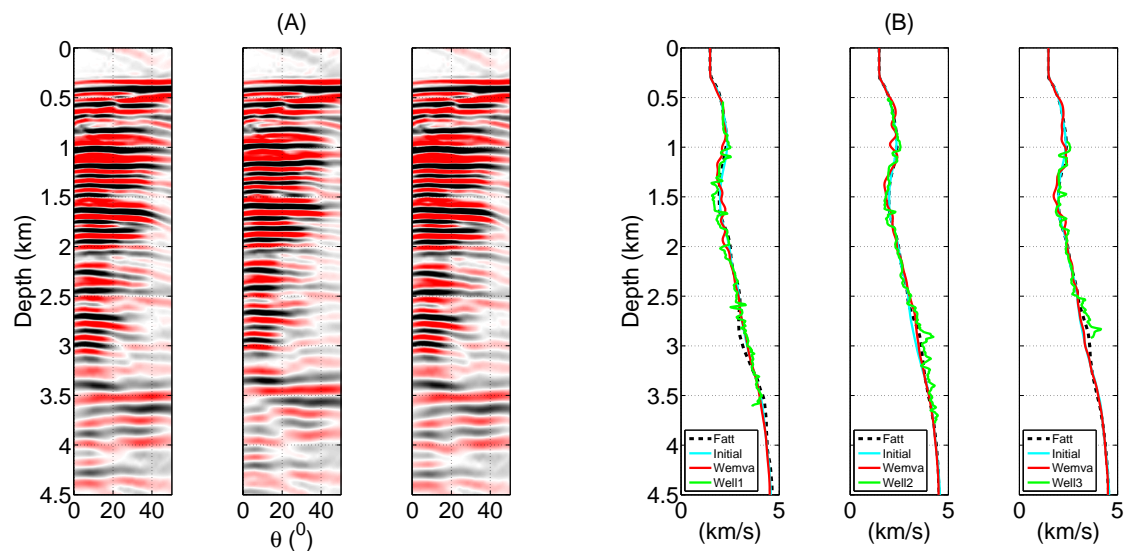 (A)
0
0.5
1
1.5
2
2.5
3
3.5
4
4.5
Depth (km)
0 20 40
0 20 40
0 20 40
θ (⁰)
(B)
0
0.5
1
1.5
2
2.5
3
3.5
4
4.5
Depth (km)
Fatt
Initial
Wemva
Well1
Fatt
Initial
Wemva
Well2
Fatt
Initial
Wemva
Well3
0 5
0 5
0 5
(km/s)
(km/s)
(km/s)